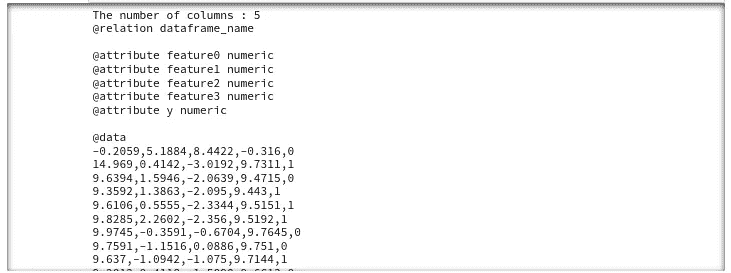 The number of columns : 5
@relation dataframe_name
@attribute feature0 numeric
@attribute feature1 numeric
@attribute feature2 numeric
@attribute feature3 numeric
@attribute y numeric
@data
-0.2059,5.1884,8.4422,-0.316,0
14.969,0.4142,-3.0192,9.7311,1
9.6394,1.5946,-2.0639,9.4715,0
9.3592,1.3863,-2.095,9.443,1
9.6106,0.5555,-2.3344,9.5151,1
9.8285,2.2602,-2.356,9.5192,1
9.9745,-0.3591,-0.6704,9.7645,0
9.7591,-1.1516,0.0886,9.751,0
9.637,-1.0942,-1.075,9.7144,1